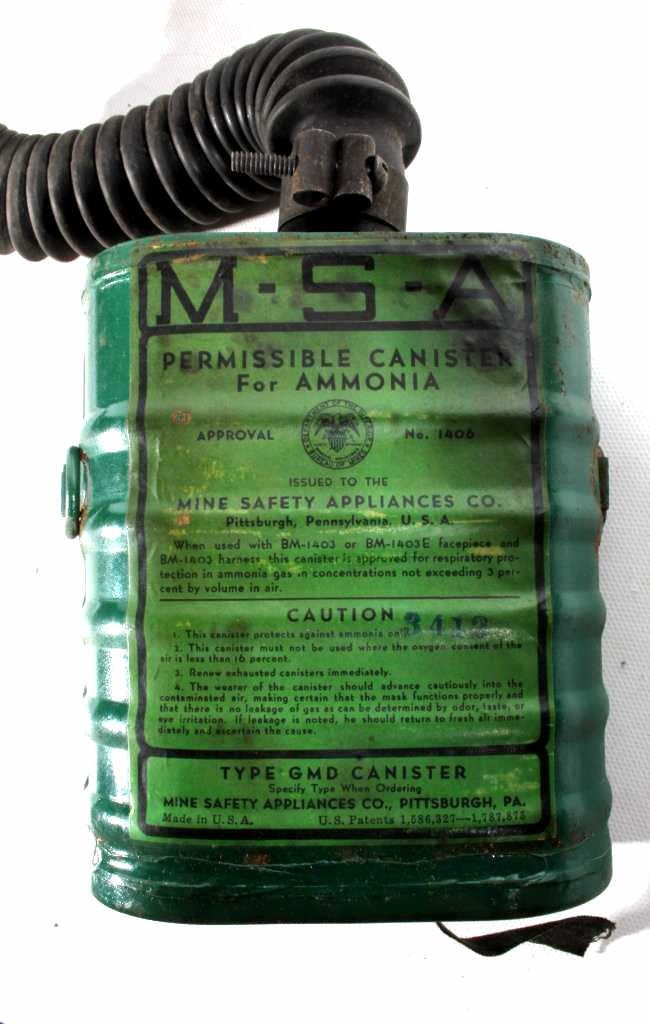 M·S·A
PERMISSIBLE CANISTER
For AMMONIA
APPROVAL No. 1406
DEPARTMENT OF THE INTERIOR
BUREAU OF MINES
ISSUED TO THE
MINE SAFETY APPLIANCES CO.
Pittsburgh, Pennsylvania, U. S. A.
When used with BM-1403 or BM-1403E facepiece and
BM-1403 harness, this canister is approved for respiratory pro-
tection in ammonia gas in concentrations not exceeding 3 per-
cent by volume in air.
CAUTION
3412
1. This canister protects against ammonia only.
2. This canister must not be used where the oxygen content of the
air is less than 16 percent.
3. Renew exhausted canisters immediately.
4. The wearer of the canister should advance cautiously into the
contaminated air, making certain that the mask functions properly and
that there is no leakage of gas as can be determined by odor, taste, or
eye irritation. If leakage is noted, he should return to fresh air imme-
diately and ascertain the cause.
TYPE GMD CANISTER
Specify Type When Ordering
MINE SAFETY APPLIANCES CO., PITTSBURGH, PA.
Made in U.S.A. U.S. Patents 1,586,327—1,787,875